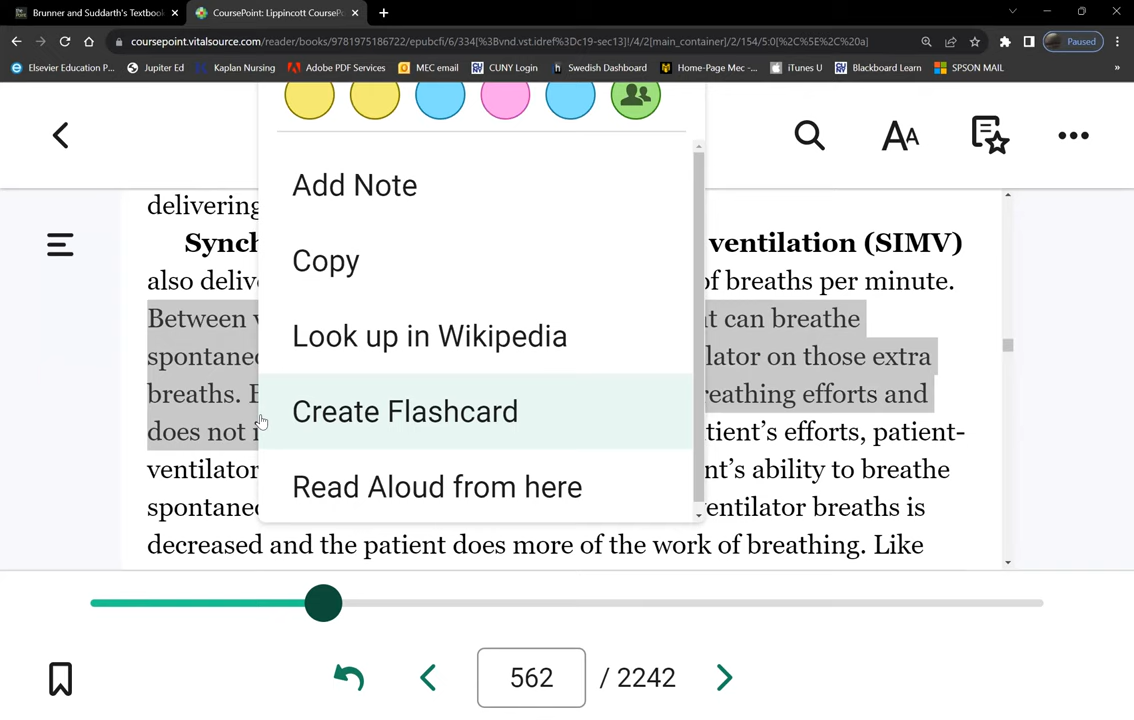 Brunner and Suddarth's Textbook
CoursePoint: Lippincott CoursePo
coursepoint.vitalsource.com/reader/books/9781975186722/epubcfi/6/334[%3Bvnd.vst.idref%3Dc19-sec13]!/4/2[main_container]/2/154/5:0[%2C%5E%2C%20a]
Paused
Elsevier Education P... Jupiter Ed Kaplan Nursing Adobe PDF Services MEC email CUNY Login Swedish Dashboard Home-Page Mec -... iTunes U Blackboard Learn SPSON MAIL »
AA
delivering
Synch ventilation (SIMV)
also deliv of breaths per minute.
Between t can breathe
spontane lator on those extra
breaths. reathing efforts and
does not tient's efforts, patient-
ventilator nt's ability to breathe
spontane entilator breaths is
decreased and the patient does more of the work of breathing. Like
Add Note
Copy
Look up in Wikipedia
Create Flashcard
Read Aloud from here
562 / 2242